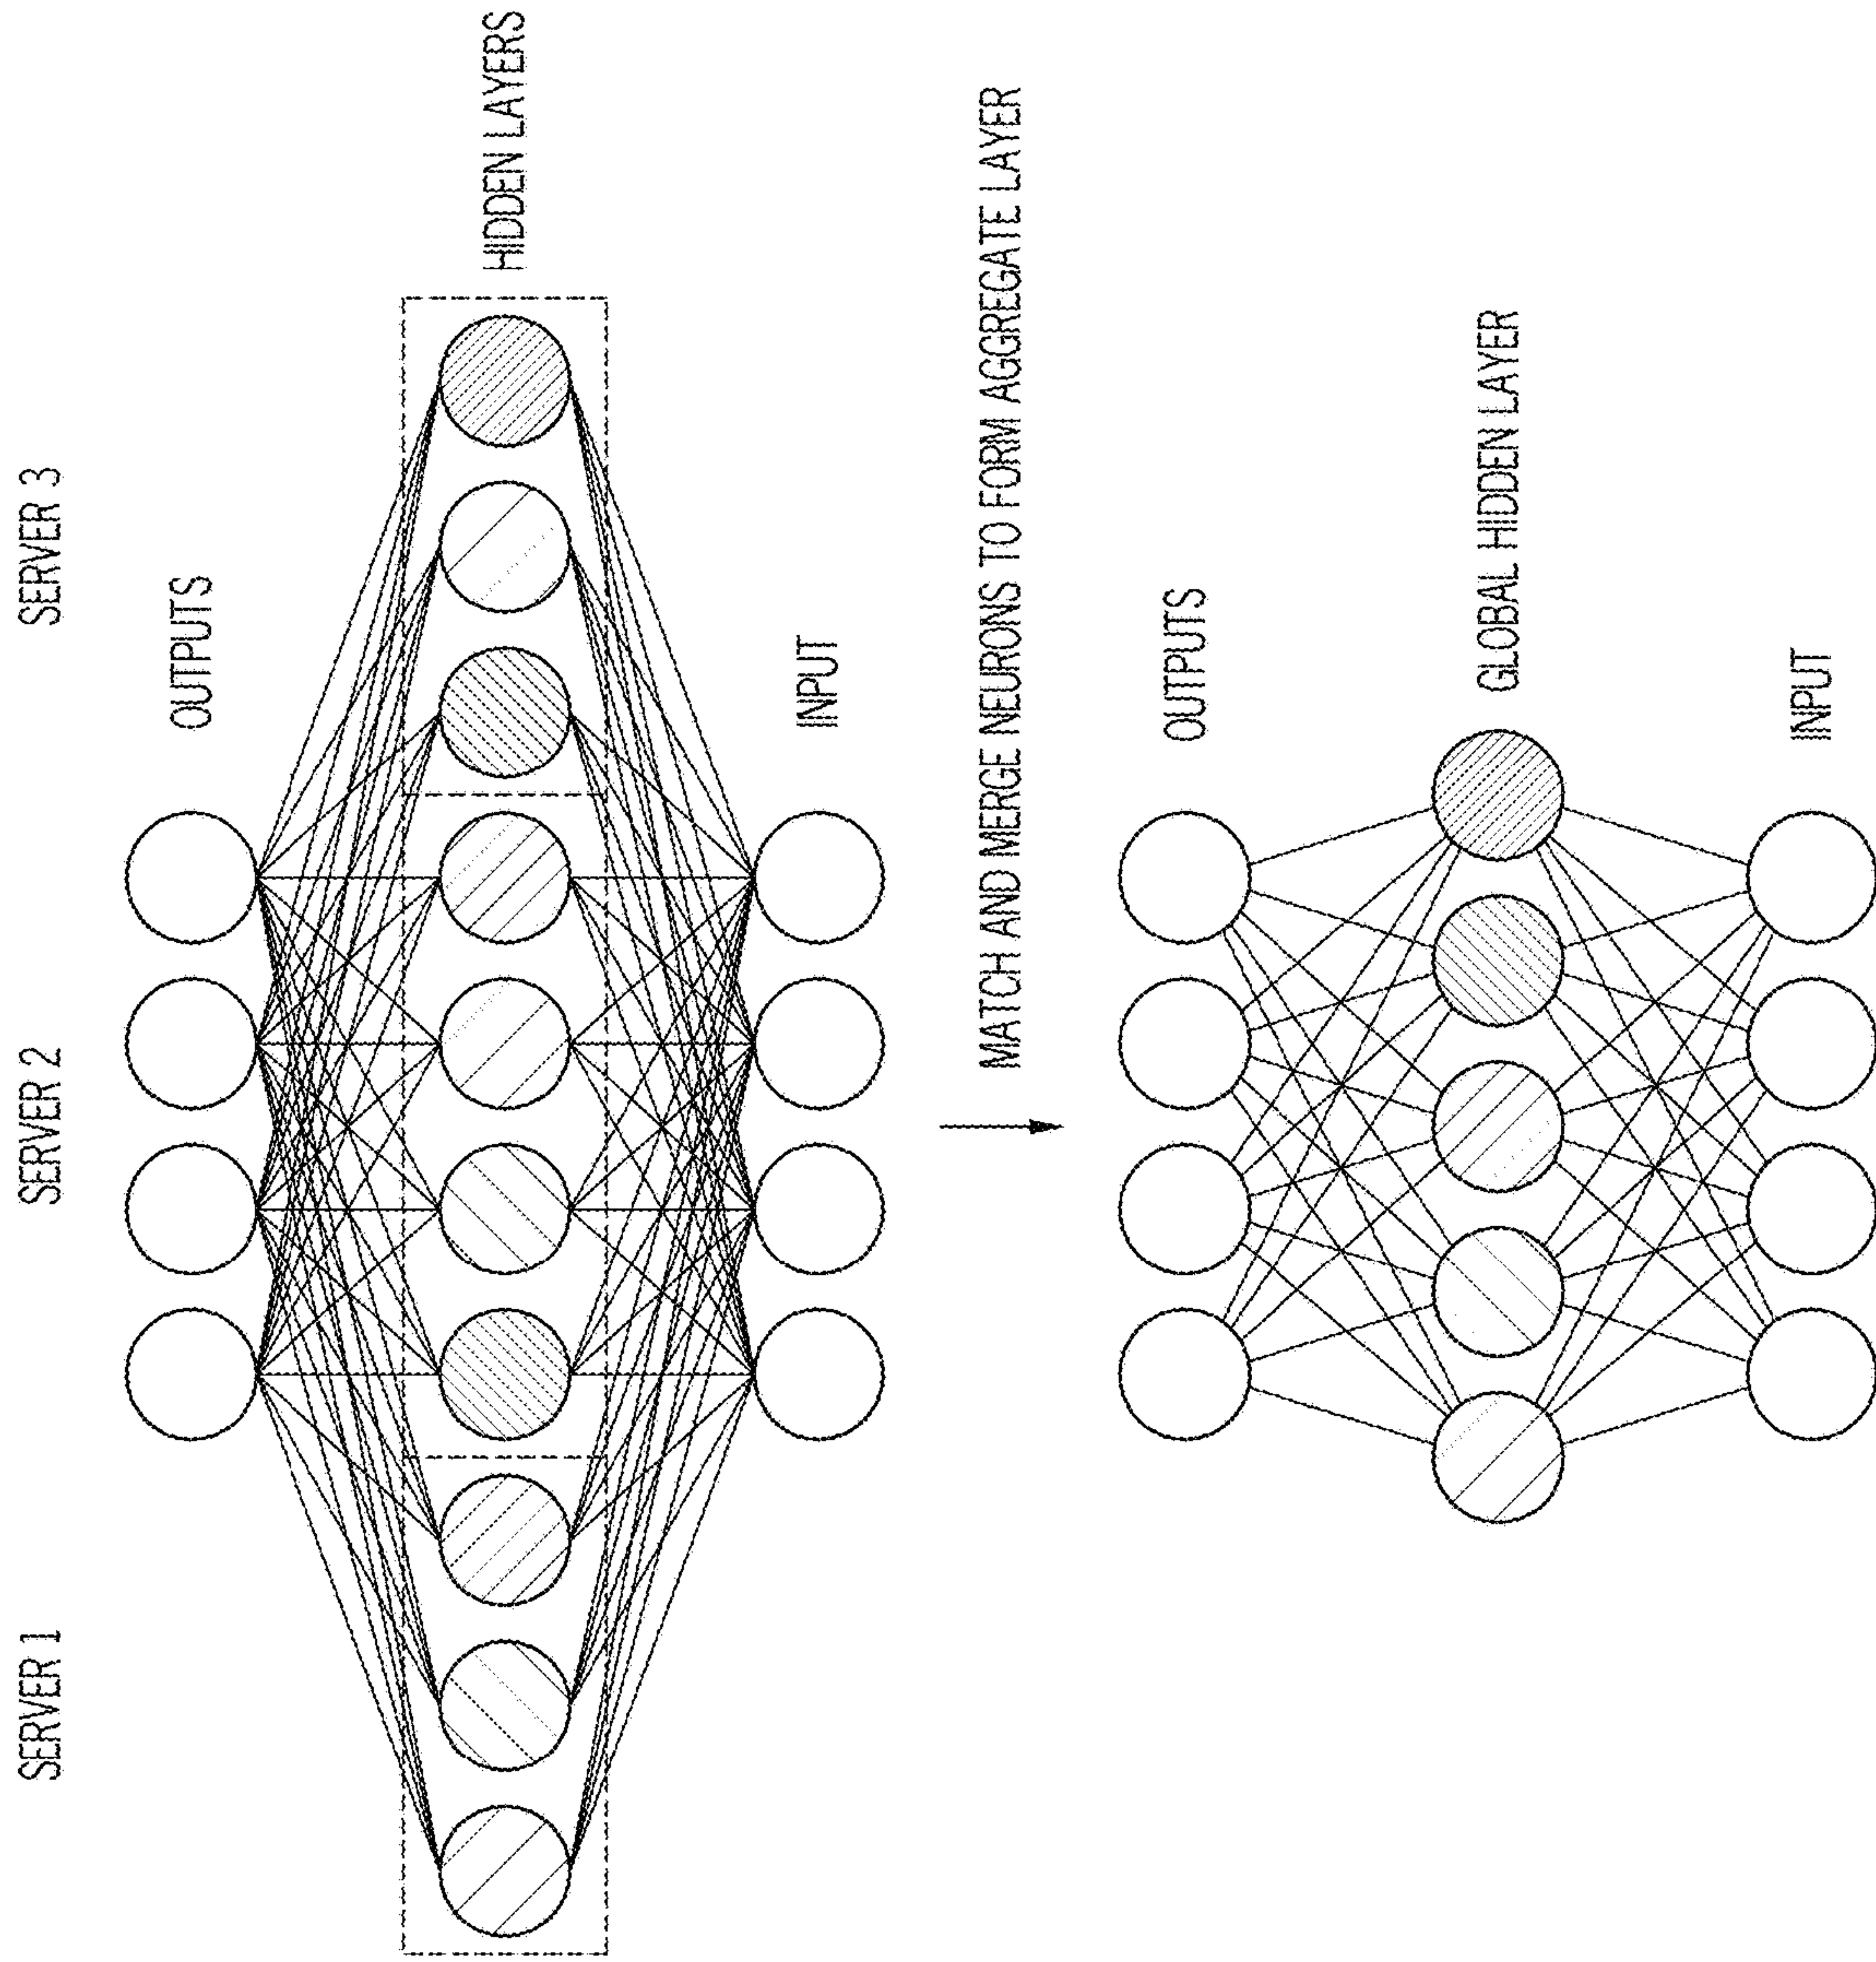 SERVER 1
SERVER 2
SERVER 3
OUTPUTS
HIDDEN LAYERS
INPUT
MATCH AND MERGE NEURONS TO FORM AGGREGATE LAYER
OUTPUTS
GLOBAL HIDDEN LAYER
INPUT